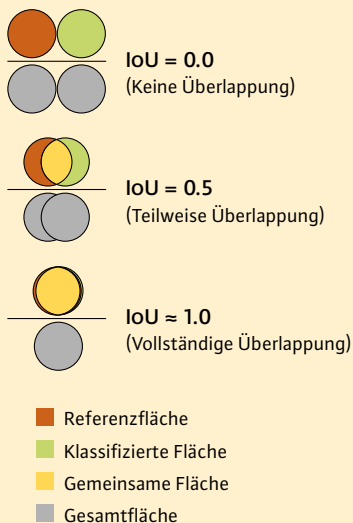 IoU = 0.0
(Keine Überlappung)
IoU = 0.5
(Teilweise Überlappung)
IoU ≈ 1.0
(Vollständige Überlappung)
Referenzfläche
Klassifizierte Fläche
Gemeinsame Fläche
Gesamtfläche